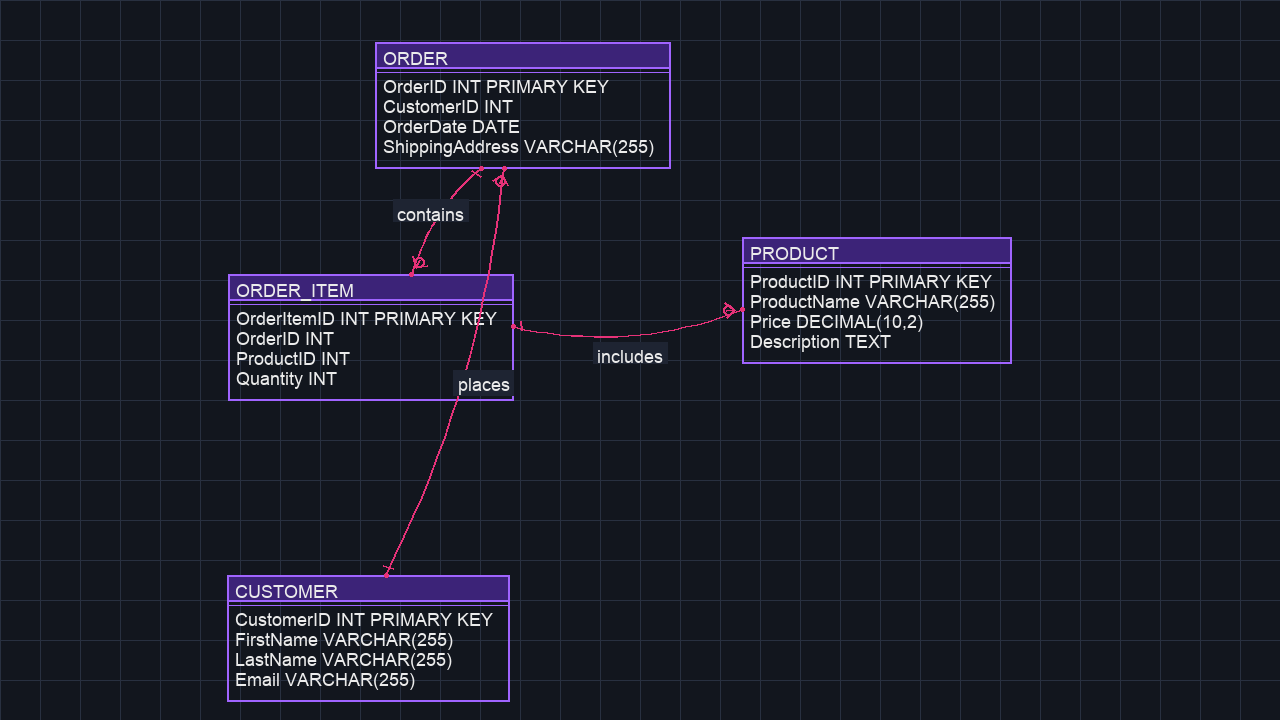 ORDER
OrderID INT PRIMARY KEY
CustomerID INT
OrderDate DATE
ShippingAddress VARCHAR(255)
contains
ORDER_ITEM
OrderItemID INT PRIMARY KEY
OrderID INT
ProductID INT
Quantity INT
places
includes
PRODUCT
ProductID INT PRIMARY KEY
ProductName VARCHAR(255)
Price DECIMAL(10,2)
Description TEXT
CUSTOMER
CustomerID INT PRIMARY KEY
FirstName VARCHAR(255)
LastName VARCHAR(255)
Email VARCHAR(255)